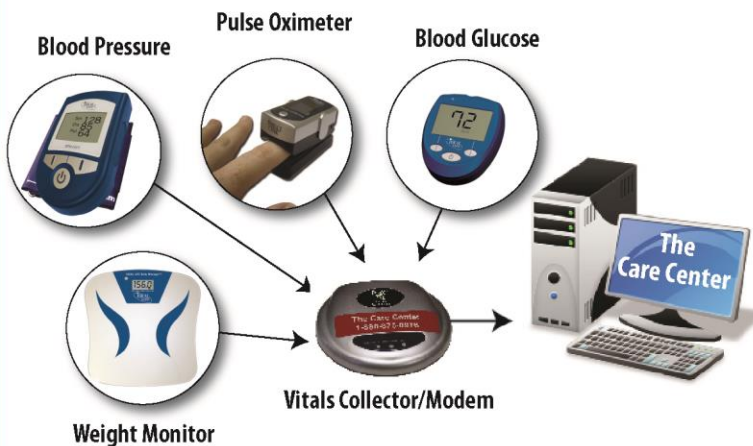 Pulse Oximeter
Blood Pressure
Blood Glucose
72
156.0
The
Care Center
The Care Center
Vitals Collector/Modem
Weight Monitor